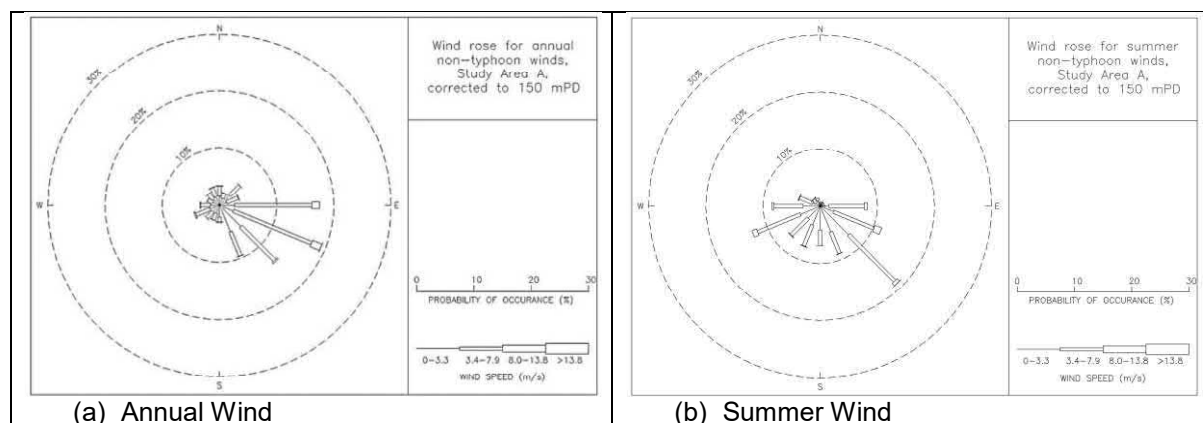 N
30%
20%
10%
W
E
S
Wind rose for annual
non-typhoon winds,
Study Area A,
corrected to 150 mPD
0 10 20 30
PROBABILITY OF OCCURANCE (%)
0-3.3 3.4-7.9 8.0-13.8 >13.8
WIND SPEED (m/s)
(a) Annual Wind
N
30%
20%
10%
W
E
S
Wind rose for summer
non-typhoon winds,
Study Area A,
corrected to 150 mPD
0 10 20 30
PROBABILITY OF OCCURANCE (%)
0-3.3 3.4-7.9 8.0-13.8 >13.8
WIND SPEED (m/s)
(b) Summer Wind